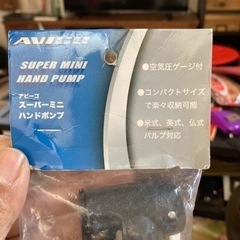 SUPER MINI
HAND PUMP
アビーゴ
スーパーミニ
ハンドポンプ
●空気圧ゲージ付
●コンパクトサイズ
で楽々収納可能
●米式、英式、仏式
バルブ対応